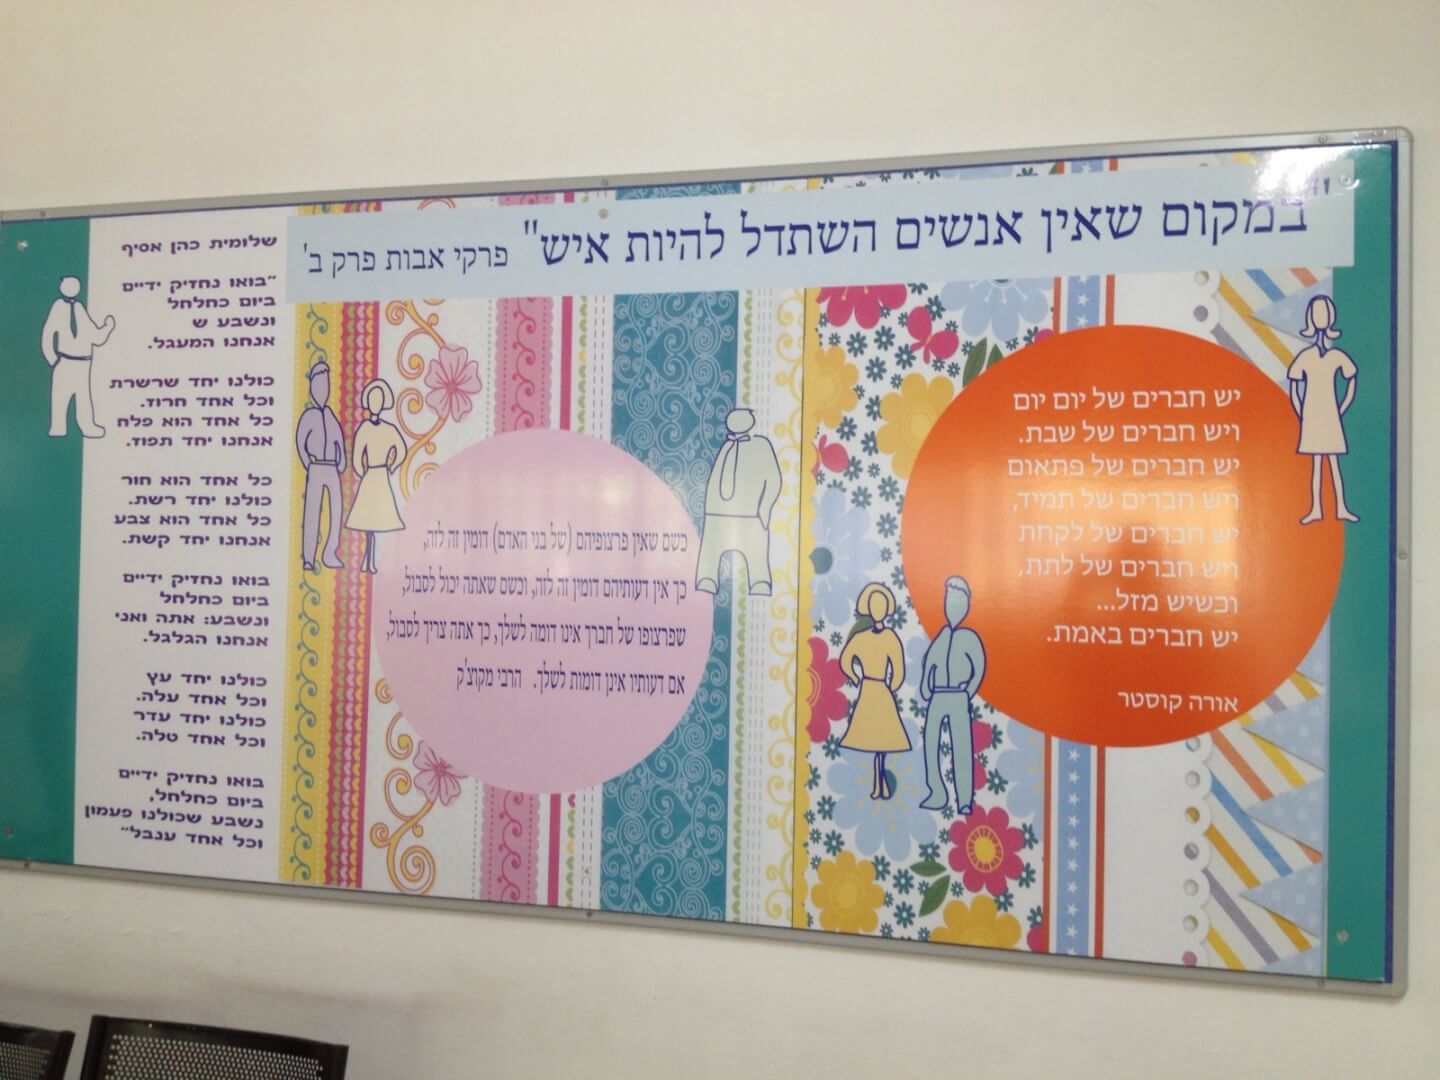 "במקום שאין אנשים השתדל להיות איש" פרקי אבות פרק ב'
יש חברים של יום יום
ויש חברים של שבת.
יש חברים של פתאום
ויש חברים של תמיד,
יש חברים של לקחת
ויש חברים של לתת,
וכשיש מזל...
יש חברים באמת.
אורה קוסטר
כשם שאין פרצופיהם (של בני האדם) דומין זה לזה,
כך אין דעותיהם דומין זה לזה, וכשם שאתה יכול לסבול,
שפרצופו של חברך אינו דומה לשלך, כך אתה צריך לסבול,
אם דעותיו אינן דומות לשלך. הרבי מקוצ'ק
שלומית כהן אסיף
"בואו נחזיק ידיים
ביום כחלחל
ונשבע ש
אנחנו המעגל.
כולנו יחד שרשרת
וכל אחד חרוז.
כל אחד הוא פלח
אנחנו יחד תפוז.
כל אחד הוא חור
כולנו יחד רשת.
כל אחד הוא צבע
אנחנו יחד קשת.
בואו נחזיק ידיים
ביום כחלחל
ונשבע: אתה ואני
אנחנו הגלגל.
כולנו יחד עץ
וכל אחד עלה.
כולנו יחד עדר
וכל אחד טלה.
בואו נחזיק ידיים
ביום כחלחל,
נשבע שכולנו פעמון
וכל אחד ענבל"